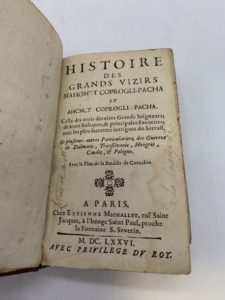 HISTOIRE
DES
GRANDS VIZIRS
MAHOMET COPROGLI-PACHA
ET
AHCMET COPROGLI-PACHA.
Celle des trois derniers Grands Seigneurs,
de leurs Sultanes, & principales Favorites,
avec les plus secretes intrigues du Serrail.
Et plusieurs autres Particularitez, des Guerres
de Dalmatie, Transilvanie, Hongrie,
Candie, & Pologne.
Avec le Plan de la Bataille de Cotzchin.
A PARIS,
Chez ESTIENNE MICHALLET, ruë Saint
Jacques, à l'Image Saint Paul, proche
la Fontaine S. Severin.
M. DC. LXXVI.
AVEC PRIVILEGE DV ROY.